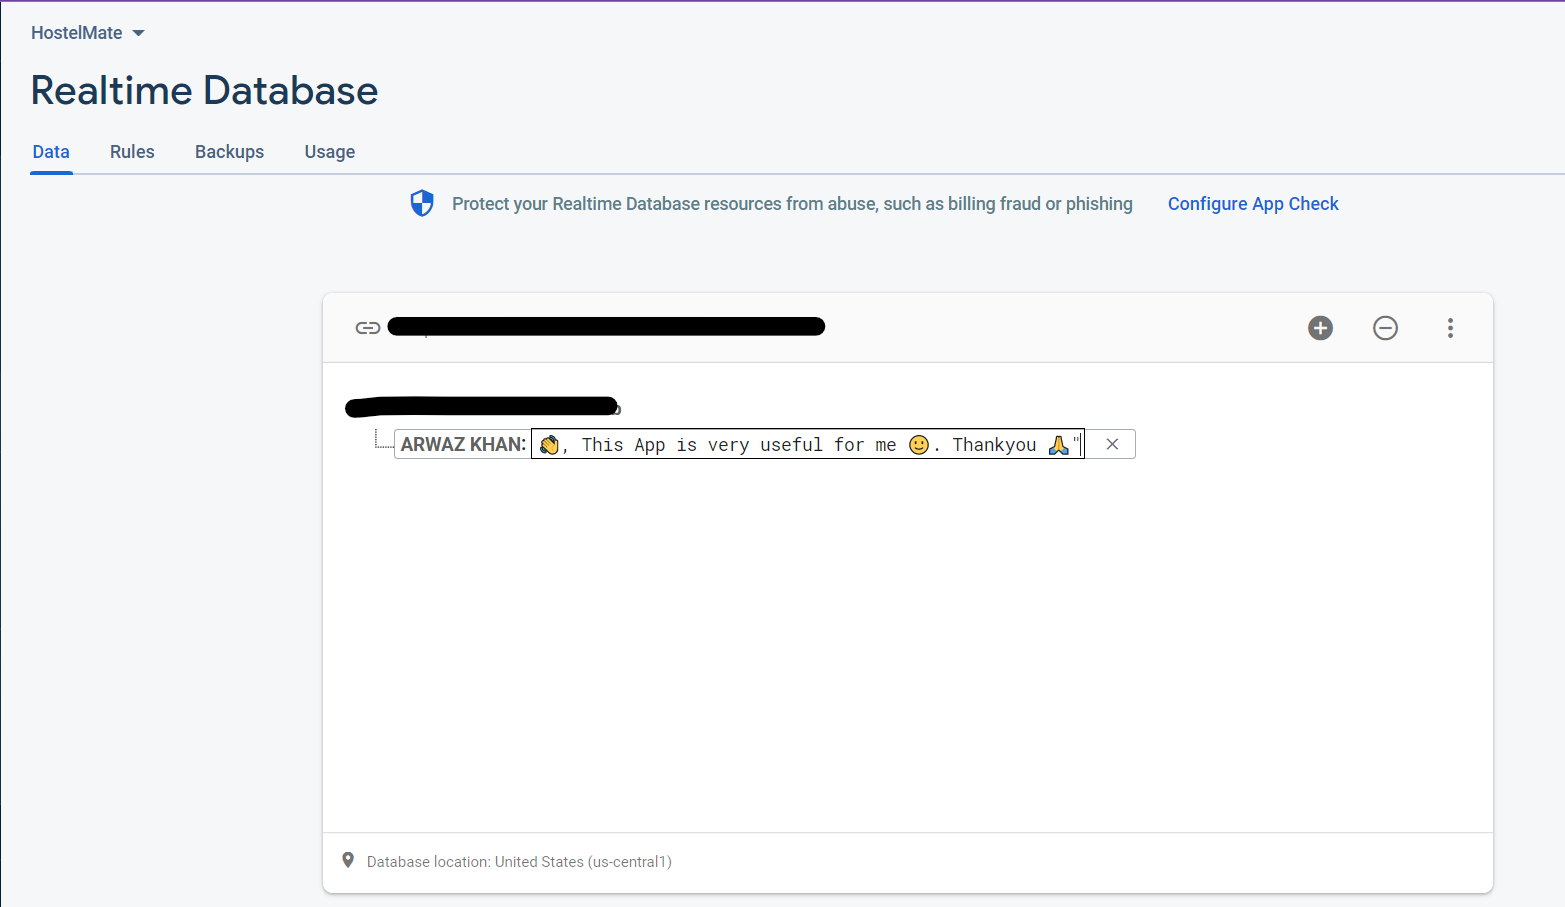 HostelMate
Realtime Database
Data Rules Backups Usage
Protect your Realtime Database resources from abuse, such as billing fraud or phishing Configure App Check
ARWAZ KHAN: 👏, This App is very useful for me 🙂. Thankyou 🙏"
Database location: United States (us-central1)